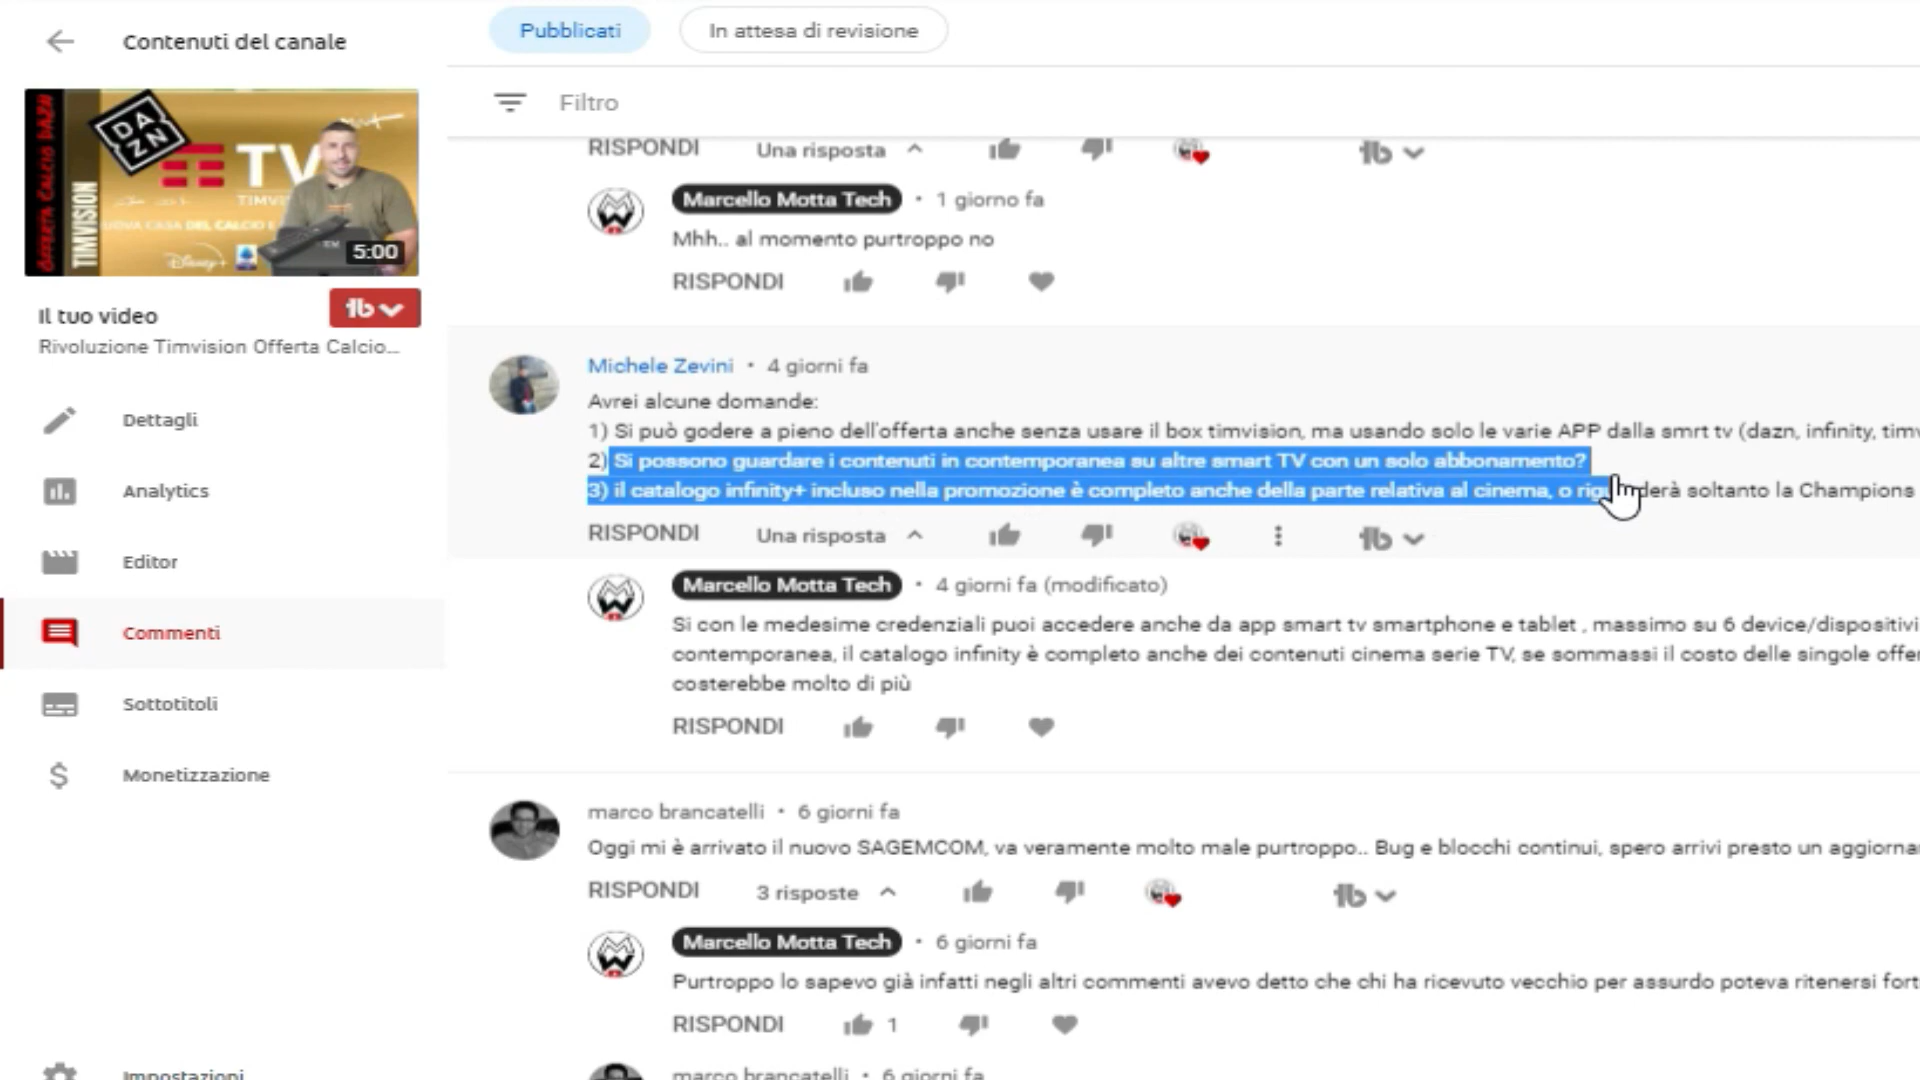 Contenuti del canale
Pubblicati
In attesa di revisione
Filtro
OFFERTA CALCIO DAZN
TIMVISION
DA
ZN
TV
TIMV
CASA DEL CALCIO E
Disney+
5:00
Il tuo video
Rivoluzione Timvision Offerta Calcio...
Dettagli
Analytics
Editor
Commenti
Sottotitoli
Monetizzazione
Impostazioni
RISPONDI
Una risposta
Marcello Motta Tech • 1 giorno fa
Mhh.. al momento purtroppo no
RISPONDI
Michele Zevini • 4 giorni fa
Avrei alcune domande:
1) Si può godere a pieno dell'offerta anche senza usare il box timvision, ma usando solo le varie APP dalla smrt tv (dazn, infinity, timv
2) Si possono guardare i contenuti in contemporanea su altre smart TV con un solo abbonamento?
3) il catalogo infinity+ incluso nella promozione è completo anche della parte relativa al cinema, o rig derà soltanto la Champions
RISPONDI
Una risposta
Marcello Motta Tech • 4 giorni fa (modificato)
Si con le medesime credenziali puoi accedere anche da app smart tv smartphone e tablet , massimo su 6 device/dispositivi
contemporanea, il catalogo infinity è completo anche dei contenuti cinema serie TV, se sommassi il costo delle singole offer
costerebbe molto di più
RISPONDI
marco brancatelli • 6 giorni fa
Oggi mi è arrivato il nuovo SAGEMCOM, va veramente molto male purtroppo.. Bug e blocchi continui, spero arrivi presto un aggiorna
RISPONDI
3 risposte
Marcello Motta Tech • 6 giorni fa
Purtroppo lo sapevo già infatti negli altri commenti avevo detto che chi ha ricevuto vecchio per assurdo poteva ritenersi fort
RISPONDI
1
marco brancatelli • 6 giorni fa